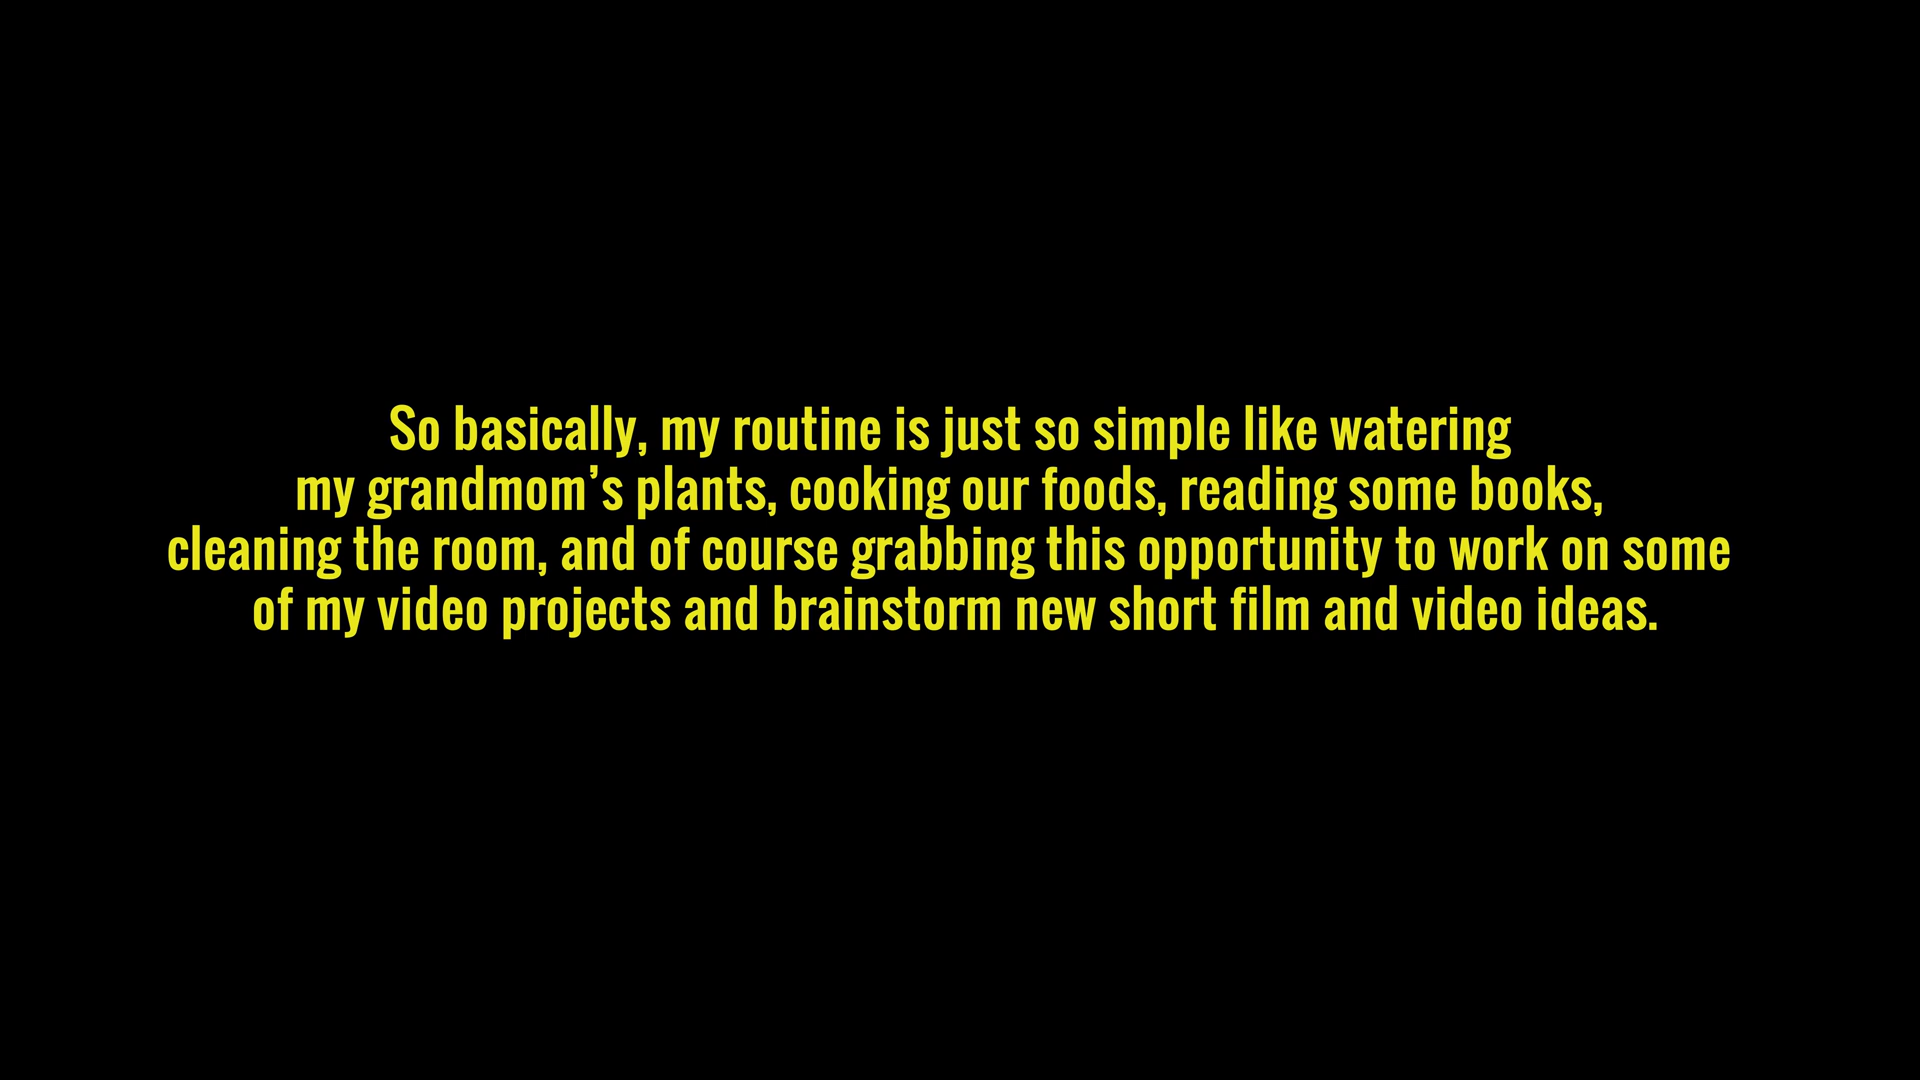 So basically, my routine is just so simple like watering
my grandmom’s plants, cooking our foods, reading some books,
cleaning the room, and of course grabbing this opportunity to work on some
of my video projects and brainstorm new short film and video ideas.